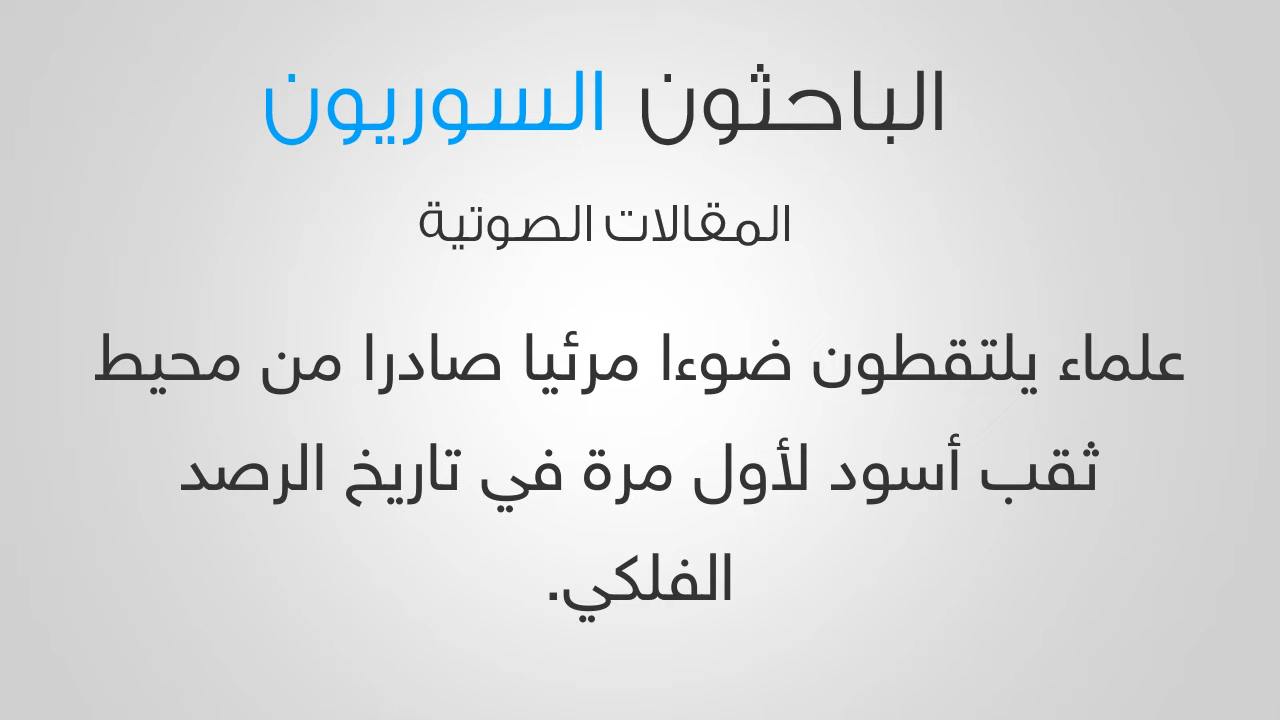 الباحثون السوريون
المقالات الصوتية
علماء يلتقطون ضوءا مرئيا صادرا من محيط
ثقب أسود لأول مرة في تاريخ الرصد
الفلكي.